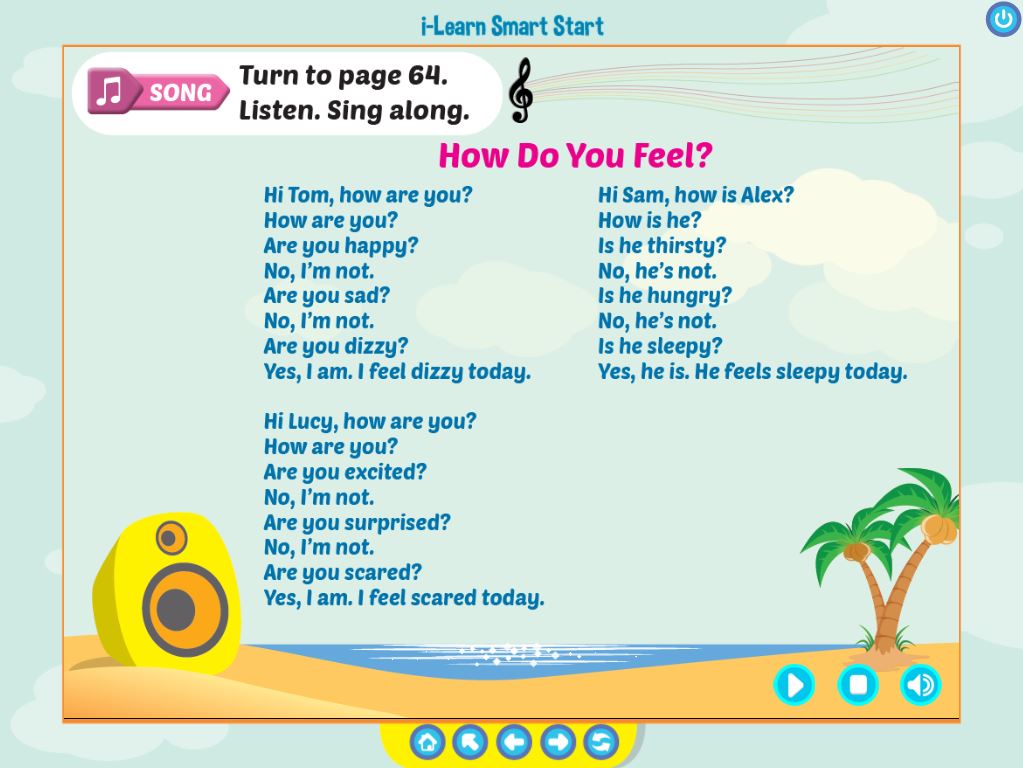 i-Learn Smart Start
SONG
Turn to page 64.
Listen. Sing along.
How Do You Feel?
Hi Tom, how are you?
How are you?
Are you happy?
No, I'm not.
Are you sad?
No, I'm not.
Are you dizzy?
Yes, I am. I feel dizzy today.
Hi Lucy, how are you?
How are you?
Are you excited?
No, I'm not.
Are you surprised?
No, I'm not.
Are you scared?
Yes, I am. I feel scared today.
Hi Sam, how is Alex?
How is he?
Is he thirsty?
No, he's not.
Is he hungry?
No, he's not.
Is he sleepy?
Yes, he is. He feels sleepy today.